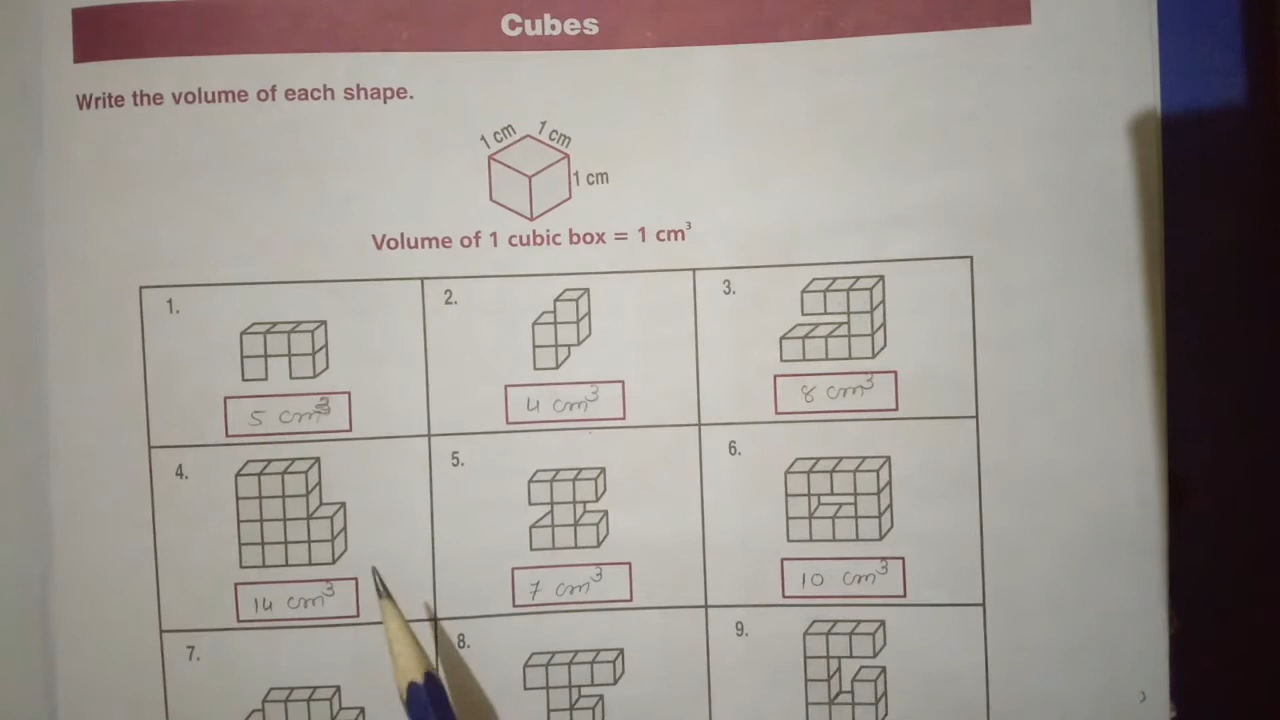 Cubes
Write the volume of each shape.
1 cm 1 cm
1 cm
Volume of 1 cubic box = 1 cm³
1. 2. 3.
5 cm³ 4 cm³ 8 cm³
4. 5. 6.
14 cm³ 7 cm³ 10 cm³
7. 8. 9.